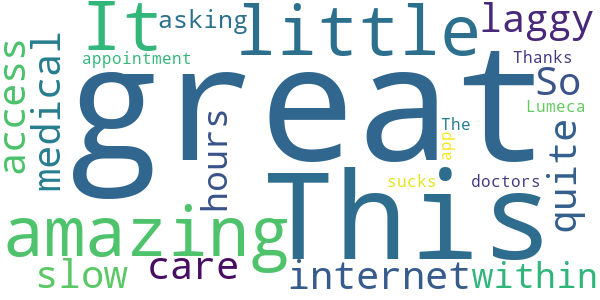 It
asking
little
laggy
appointment
great
Thanks
So
access
medical
Lumeca
hours
The
app
quite
sucks
doctors
This
amazing
slow
care
internet
within